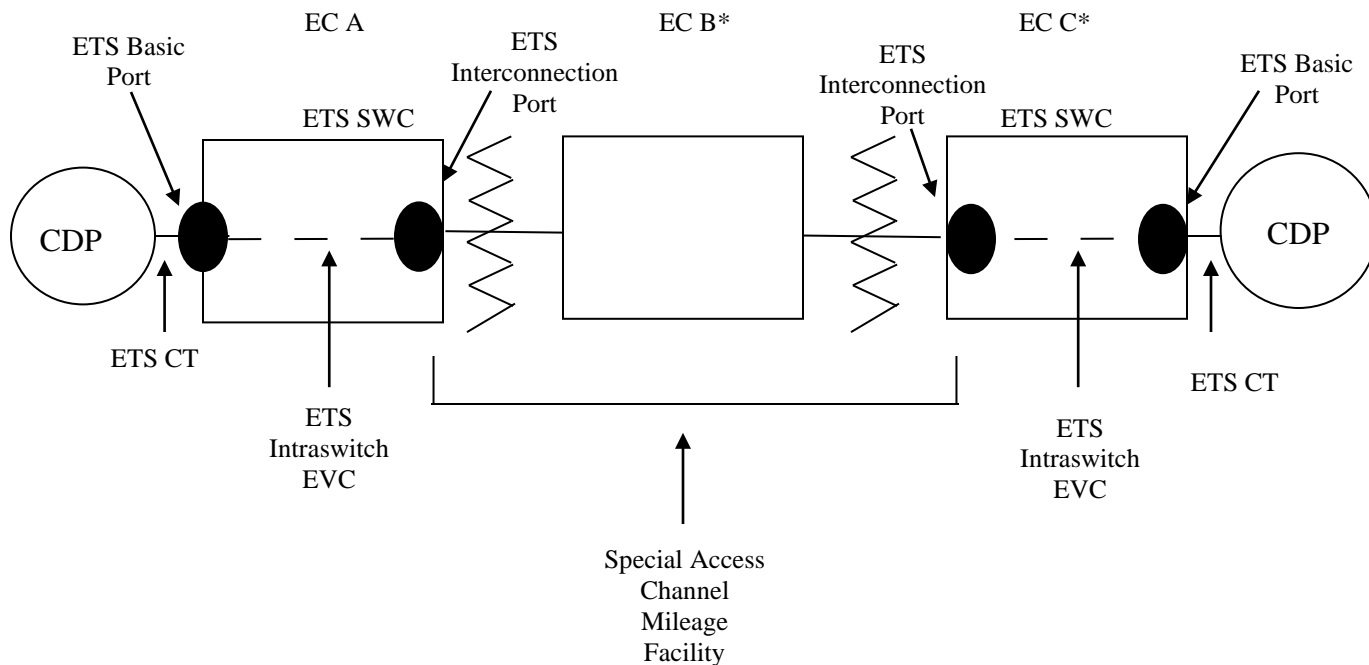 EC A
EC B*
EC C*
ETS Basic
Port
ETS
Interconnection
Port
ETS
Interconnection
Port
ETS Basic
Port
ETS SWC
ETS SWC
CDP
CDP
ETS CT
ETS CT
ETS
Intraswitch
EVC
ETS
Intraswitch
EVC
Special Access
Channel
Mileage
Facility